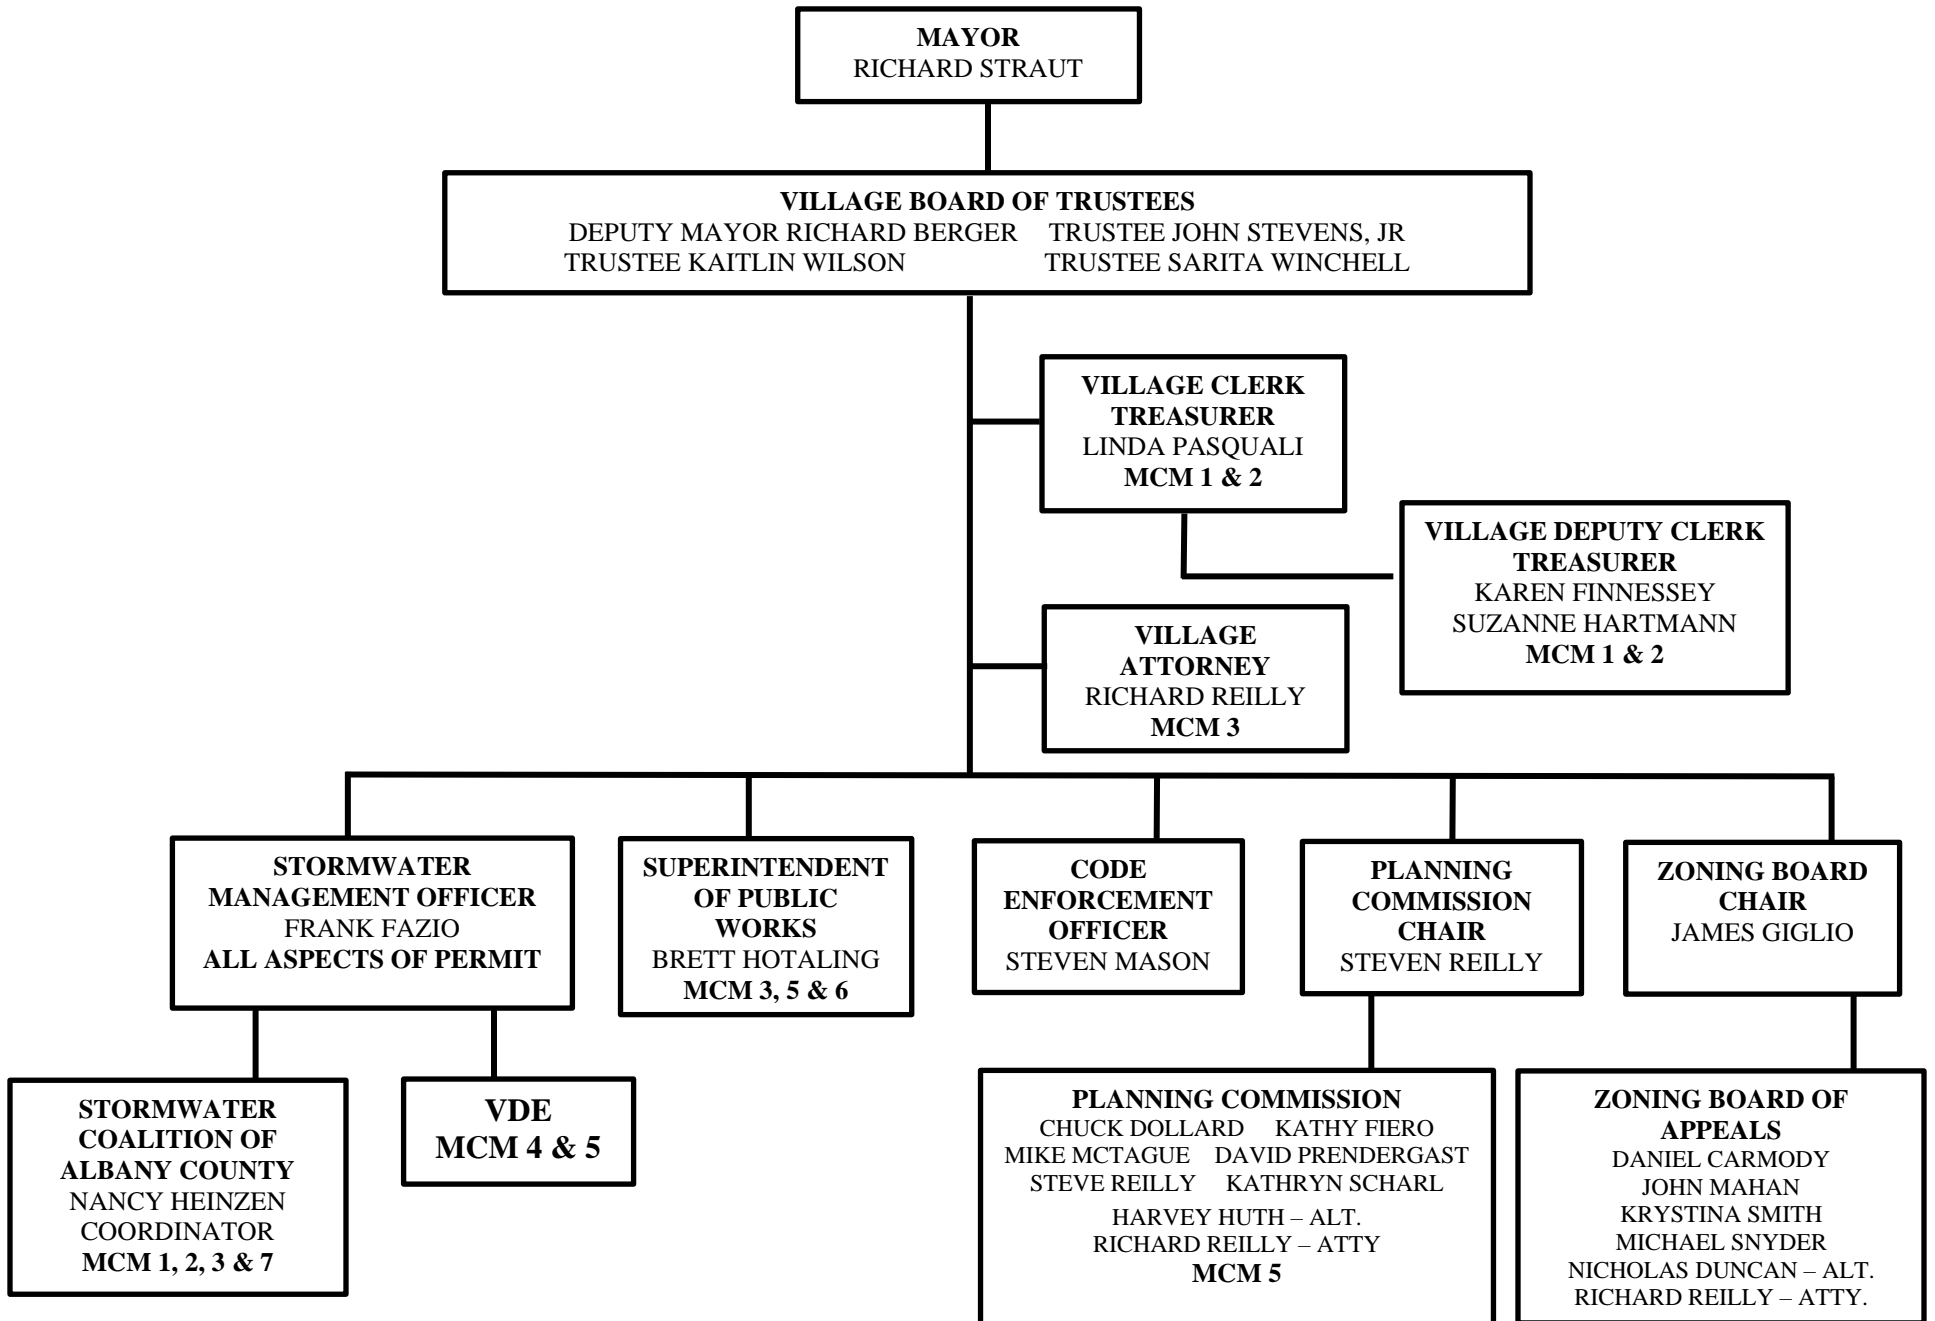 MAYOR
RICHARD STRAUT
VILLAGE BOARD OF TRUSTEES
DEPUTY MAYOR RICHARD BERGER TRUSTEE JOHN STEVENS, JR
TRUSTEE KAITLIN WILSON TRUSTEE SARITA WINCHELL
VILLAGE CLERK
TREASURER
LINDA PASQUALI
MCM 1 & 2
VILLAGE DEPUTY CLERK
TREASURER
KAREN FINNESSEY
SUZANNE HARTMANN
MCM 1 & 2
VILLAGE
ATTORNEY
RICHARD REILLY
MCM 3
STORMWATER
MANAGEMENT OFFICER
FRANK FAZIO
ALL ASPECTS OF PERMIT
SUPERINTENDENT
OF PUBLIC
WORKS
BRETT HOTALING
MCM 3, 5 & 6
CODE
ENFORCEMENT
OFFICER
STEVEN MASON
PLANNING
COMMISSION
CHAIR
STEVEN REILLY
ZONING BOARD
CHAIR
JAMES GIGLIO
STORMWATER
COALITION OF
ALBANY COUNTY
NANCY HEINZEN
COORDINATOR
MCM 1, 2, 3 & 7
VDE
MCM 4 & 5
PLANNING COMMISSION
CHUCK DOLLARD KATHY FIERO
MIKE MCTAGUE DAVID PRENDERGAST
STEVE REILLY KATHRYN SCHARL
HARVEY HUTH – ALT.
RICHARD REILLY – ATTY
MCM 5
ZONING BOARD OF
APPEALS
DANIEL CARMODY
JOHN MAHAN
KRYSTINA SMITH
MICHAEL SNYDER
NICHOLAS DUNCAN – ALT.
RICHARD REILLY – ATTY.